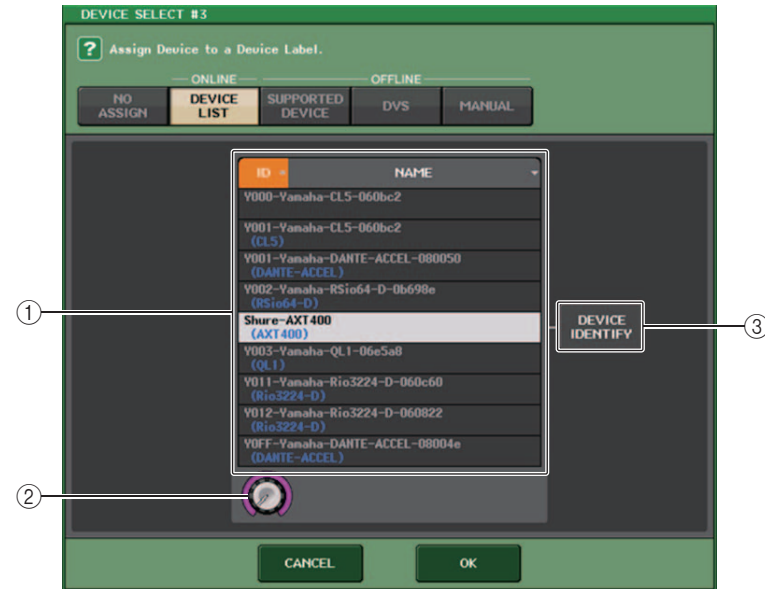 DEVICE SELECT #3
? Assign Device to a Device Label.
ONLINE OFFLINE
NO ASSIGN
DEVICE LIST
SUPPORTED DEVICE
DVS
MANUAL
ID NAME
Y000-Yamaha-CL5-060bc2
Y001-Yamaha-CL5-060bc2
(CL5)
Y001-Yamaha-DANTE-ACCEL-080050
(DANTE-ACCEL)
Y002-Yamaha-RSio64-D-0b698e
(RSio64-D)
Shure-AXT400
(AXT400)
Y003-Yamaha-QL1-06e5a8
(QL1)
Y011-Yamaha-Rio3224-D-060c60
(Rio3224-D)
Y012-Yamaha-Rio3224-D-060822
(Rio3224-D)
Y0FF-Yamaha-DANTE-ACCEL-08004e
(DANTE-ACCEL)
①
DEVICE IDENTIFY
③
②
CANCEL
OK